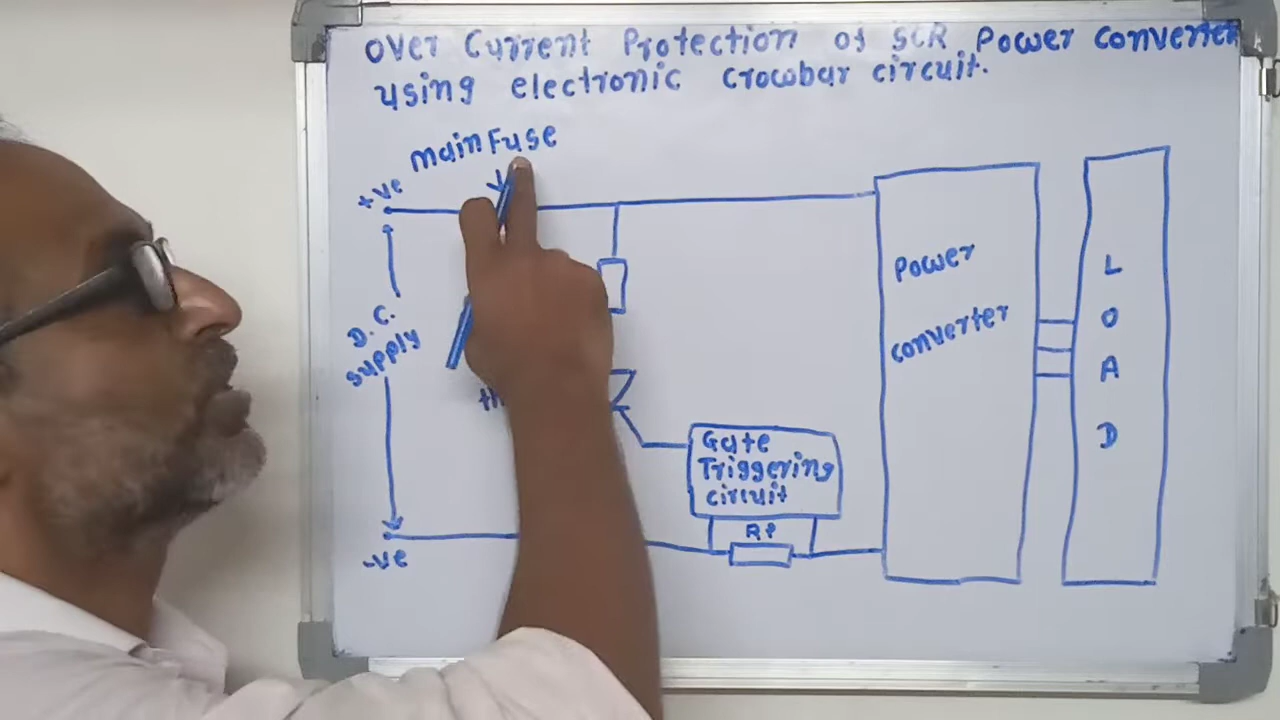 Over Current Protection of SCR Power Converter
using electronic Crowbar circuit.
main Fuse
+ve
D.C.
supply
Power
converter
L
O
A
D
Gate
Triggering
circuit
-ve